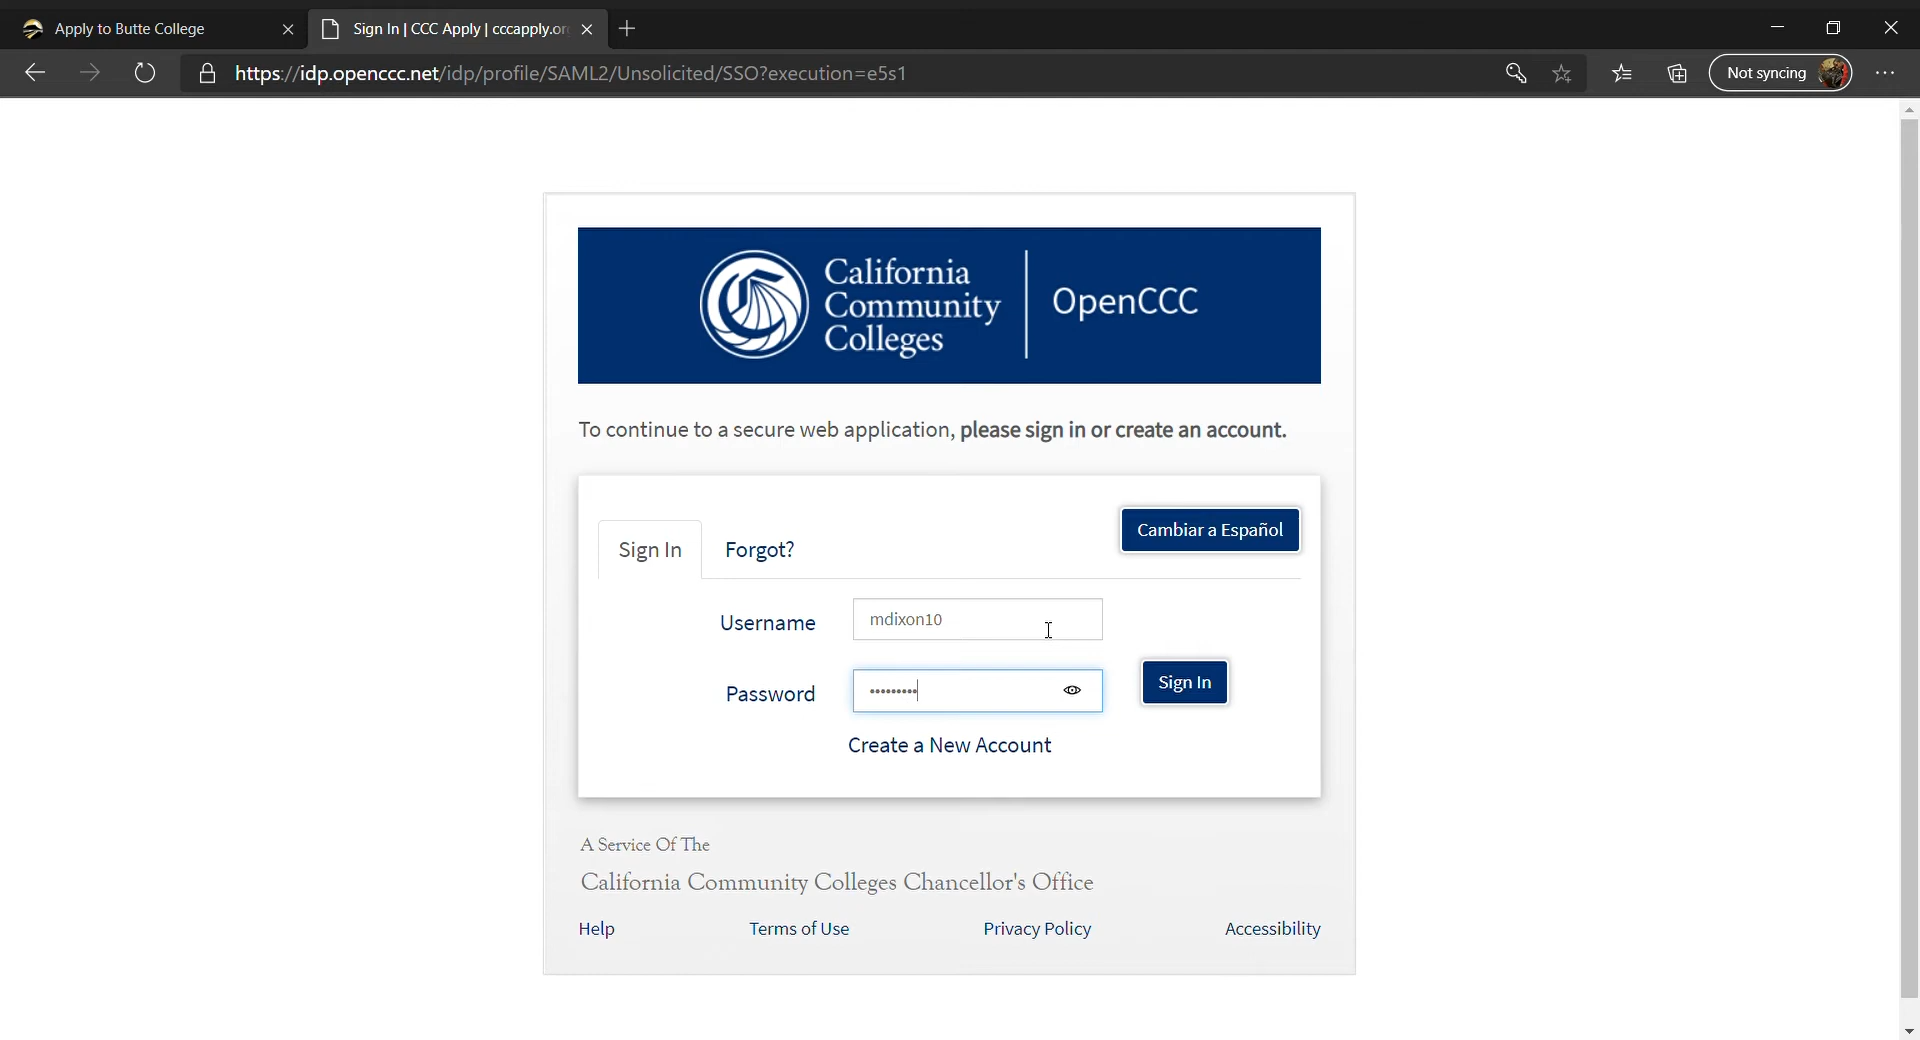 Apply to Butte College
Sign In | CCC Apply | cccapply.or
https://idp.openccc.net/idp/profile/SAML2/Unsolicited/SSO?execution=e5s1
Not syncing
California
Community
Colleges
OpenCCC
To continue to a secure web application, please sign in or create an account.
Cambiar a Español
Sign In
Forgot?
Username
mdixon10
Password
•••••••••
Sign In
Create a New Account
A Service Of The
California Community Colleges Chancellor's Office
Help
Terms of Use
Privacy Policy
Accessibility